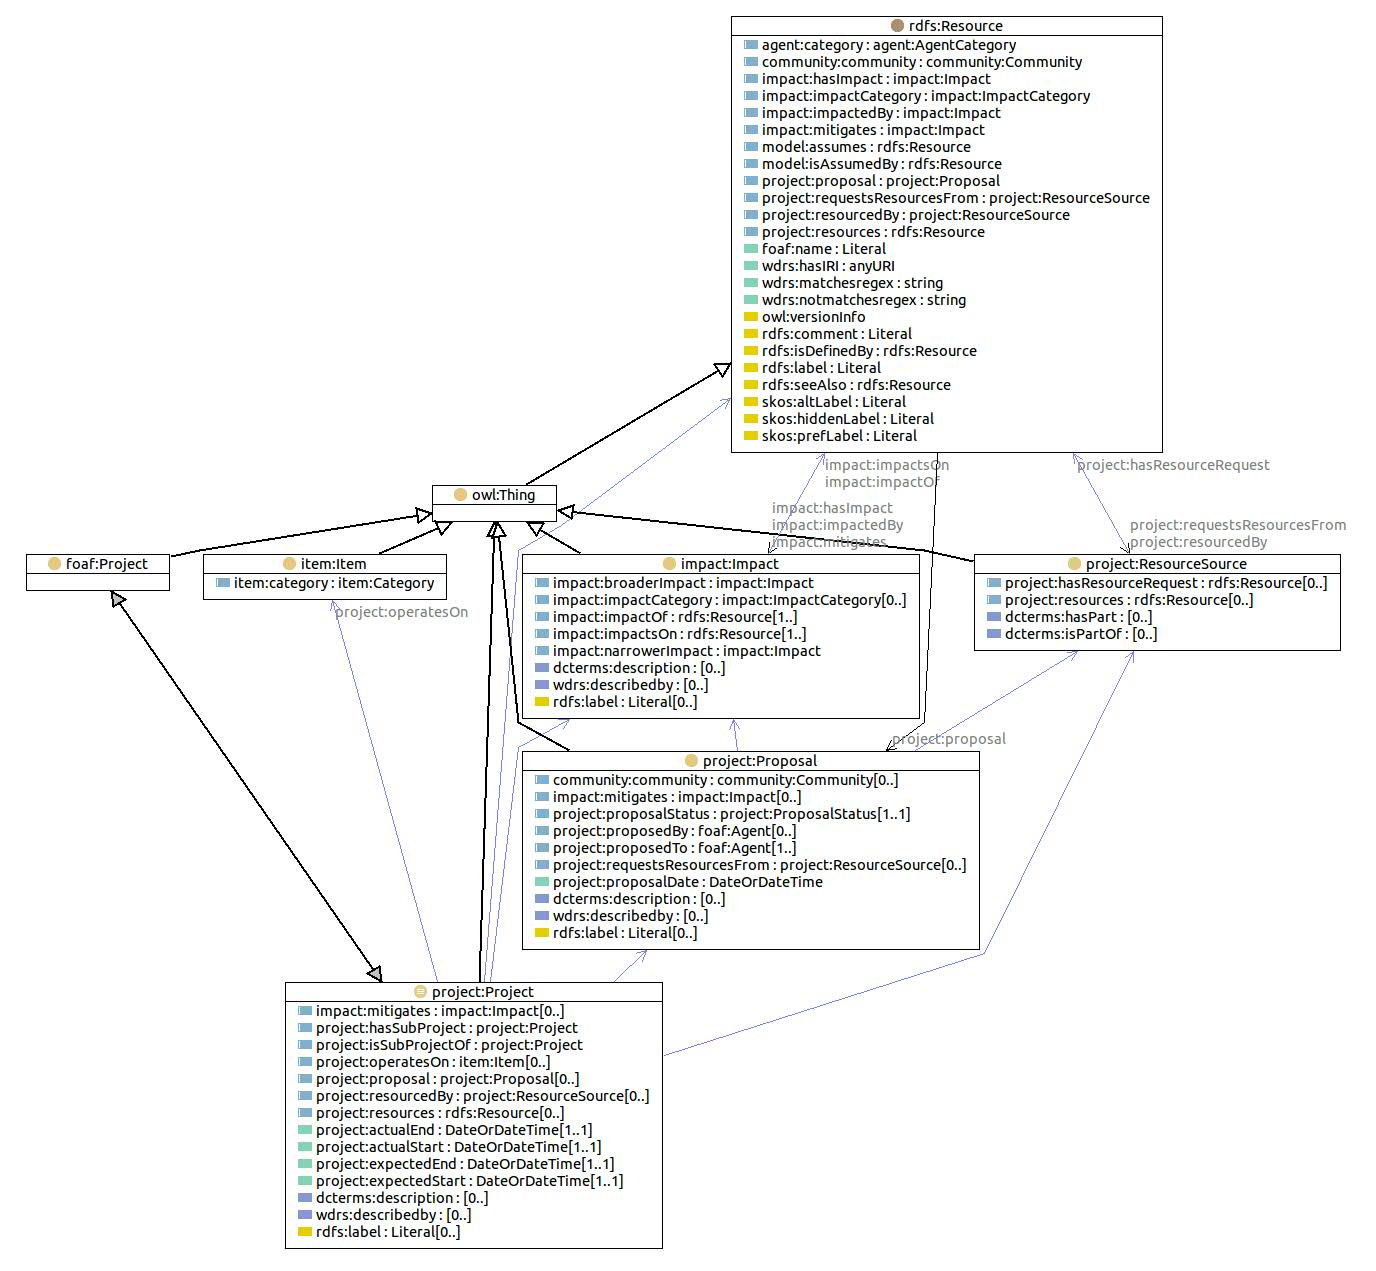 rdfs:Resource
agent:category : agent:AgentCategory
community:community : community:Community
impact:hasImpact : impact:Impact
impact:impactCategory : impact:ImpactCategory
impact:impactedBy : impact:Impact
impact:mitigates : impact:Impact
model:assumes : rdfs:Resource
model:isAssumedBy : rdfs:Resource
project:proposal : project:Proposal
project:requestsResourcesFrom : project:ResourceSource
project:resourcedBy : project:ResourceSource
project:resources : rdfs:Resource
foaf:name : Literal
wdrs:hasIRI : anyURI
wdrs:matchesregex : string
wdrs:notmatchesregex : string
owl:versionInfo
rdfs:comment : Literal
rdfs:isDefinedBy : rdfs:Resource
rdfs:label : Literal
rdfs:seeAlso : rdfs:Resource
skos:altLabel : Literal
skos:hiddenLabel : Literal
skos:prefLabel : Literal
impact:impactsOn
impact:impactOf
project:hasResourceRequest
impact:hasImpact
impact:impactedBy
impact:mitigates
project:requestsResourcesFrom
project:resourcedBy
owl:Thing
foaf:Project
item:Item
item:category : item:Category
project:operatesOn
impact:Impact
impact:broaderImpact : impact:Impact
impact:impactCategory : impact:ImpactCategory[0..]
impact:impactOf : rdfs:Resource[1..]
impact:impactsOn : rdfs:Resource[1..]
impact:narrowerImpact : impact:Impact
dcterms:description : [0..]
wdrs:describedby : [0..]
rdfs:label : Literal[0..]
project:ResourceSource
project:hasResourceRequest : rdfs:Resource[0..]
project:resources : rdfs:Resource[0..]
dcterms:hasPart : [0..]
dcterms:isPartOf : [0..]
project:proposal
project:Proposal
community:community : community:Community[0..]
impact:mitigates : impact:Impact[0..]
project:proposalStatus : project:ProposalStatus[1..1]
project:proposedBy : foaf:Agent[0..]
project:proposedTo : foaf:Agent[1..]
project:requestsResourcesFrom : project:ResourceSource[0..]
project:proposalDate : DateOrDateTime
dcterms:description : [0..]
wdrs:describedby : [0..]
rdfs:label : Literal[0..]
project:Project
impact:mitigates : impact:Impact[0..]
project:hasSubProject : project:Project
project:isSubProjectOf : project:Project
project:operatesOn : item:Item[0..]
project:proposal : project:Proposal[0..]
project:resourcedBy : project:ResourceSource[0..]
project:resources : rdfs:Resource[0..]
project:actualEnd : DateOrDateTime[1..1]
project:actualStart : DateOrDateTime[1..1]
project:expectedEnd : DateOrDateTime[1..1]
project:expectedStart : DateOrDateTime[1..1]
dcterms:description : [0..]
wdrs:describedby : [0..]
rdfs:label : Literal[0..]